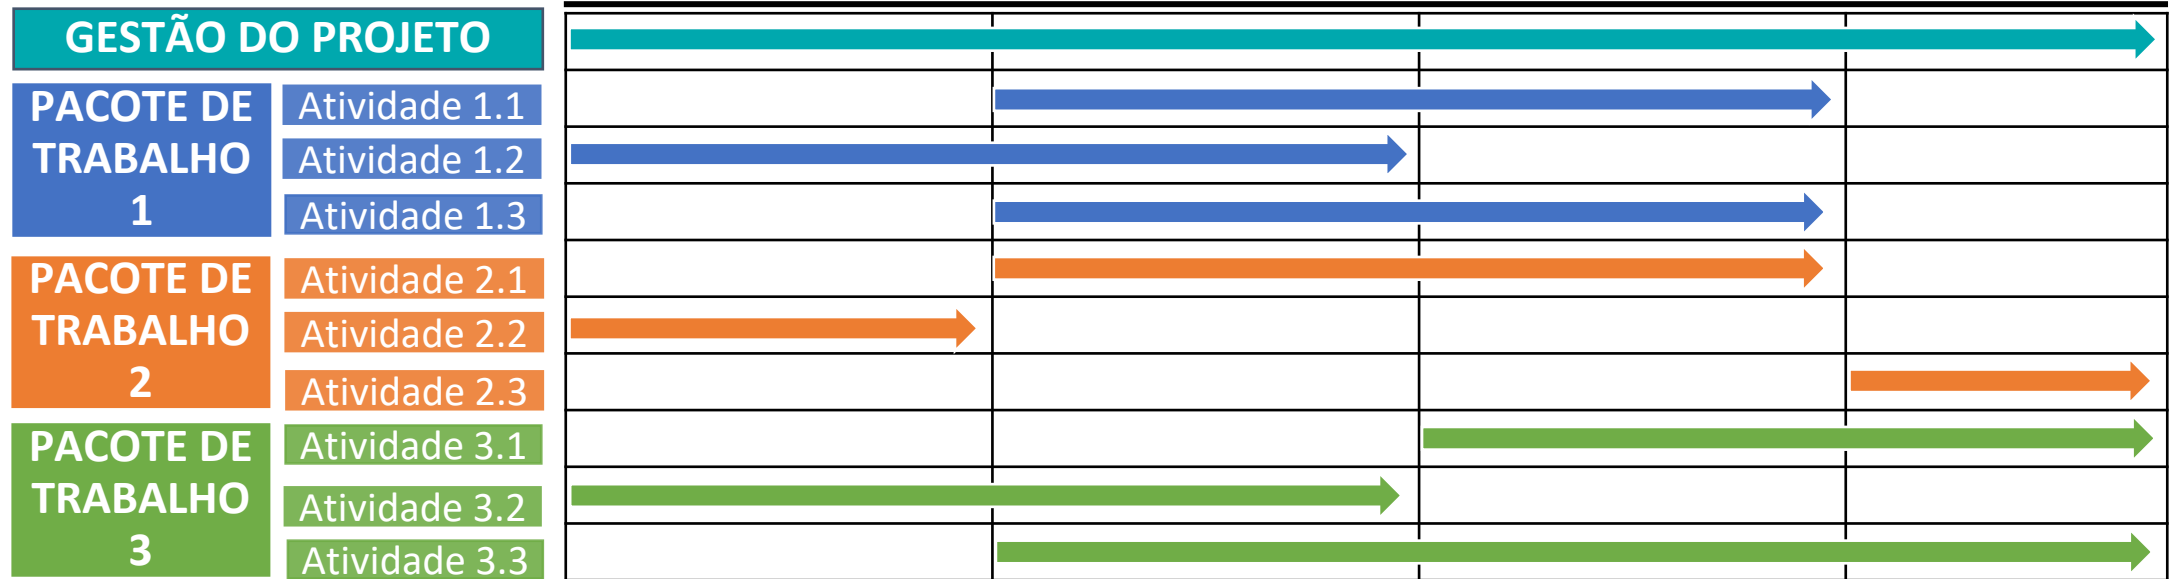 GESTÃO DO PROJETO
PACOTE DE
TRABALHO
1
Atividade 1.1
Atividade 1.2
Atividade 1.3
PACOTE DE
TRABALHO
2
Atividade 2.1
Atividade 2.2
Atividade 2.3
PACOTE DE
TRABALHO
3
Atividade 3.1
Atividade 3.2
Atividade 3.3